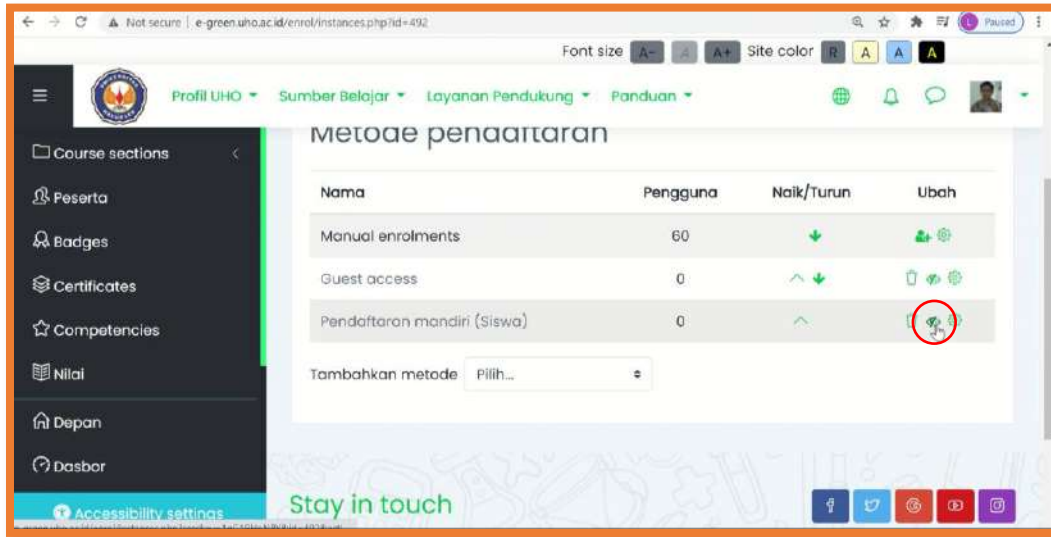 Not secure | e-green.uho.ac.id/enrol/instances.php?id=492
Paused
Font size A- A A+ Site color R A A A
Profil UHO Sumber Belajar Layanan Pendukung Panduan
Metode pendaftaran
Course sections
Peserta
Badges
Certificates
Competencies
Nilai
Depan
Dasbor
Accessibility settings
Nama Pengguna Naik/Turun Ubah
Manual enrolments 60
Guest access 0
Pendaftaran mandiri (Siswa) 0
Tambahkan metode Pilih...
Stay in touch